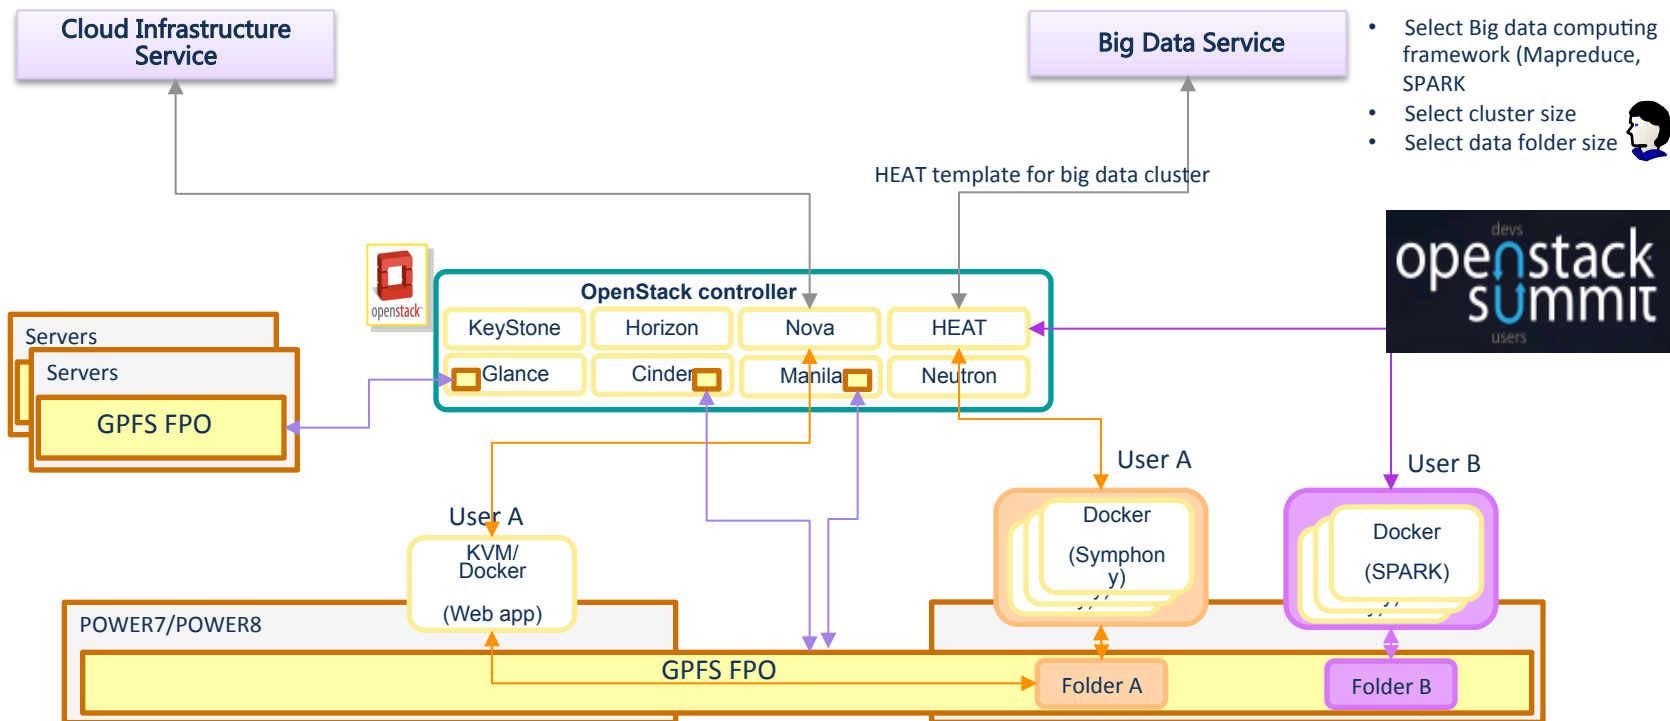 Cloud Infrastructure
Service
Big Data Service
• Select Big data computing
framework (Mapreduce,
SPARK
• Select cluster size
• Select data folder size
HEAT template for big data cluster
devs
openstack
summit
users
openstack
OpenStack controller
KeyStone
Horizon
Nova
HEAT
Glance
Cinder
Manila
Neutron
Servers
Servers
GPFS FPO
User A
User B
User A
KVM/
Docker
(Web app)
Docker
(Symphon
y)
y)
Docker
(SPARK)
POWER7/POWER8
GPFS FPO
Folder A
Folder B